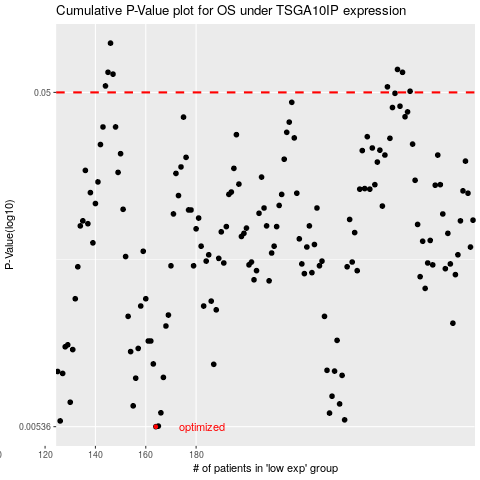 Cumulative P-Value plot for OS under TSGA10IP expression
P-Value(log10)
0.05
0.00536
optimized
0 120 140 160 180
# of patients in 'low exp' group